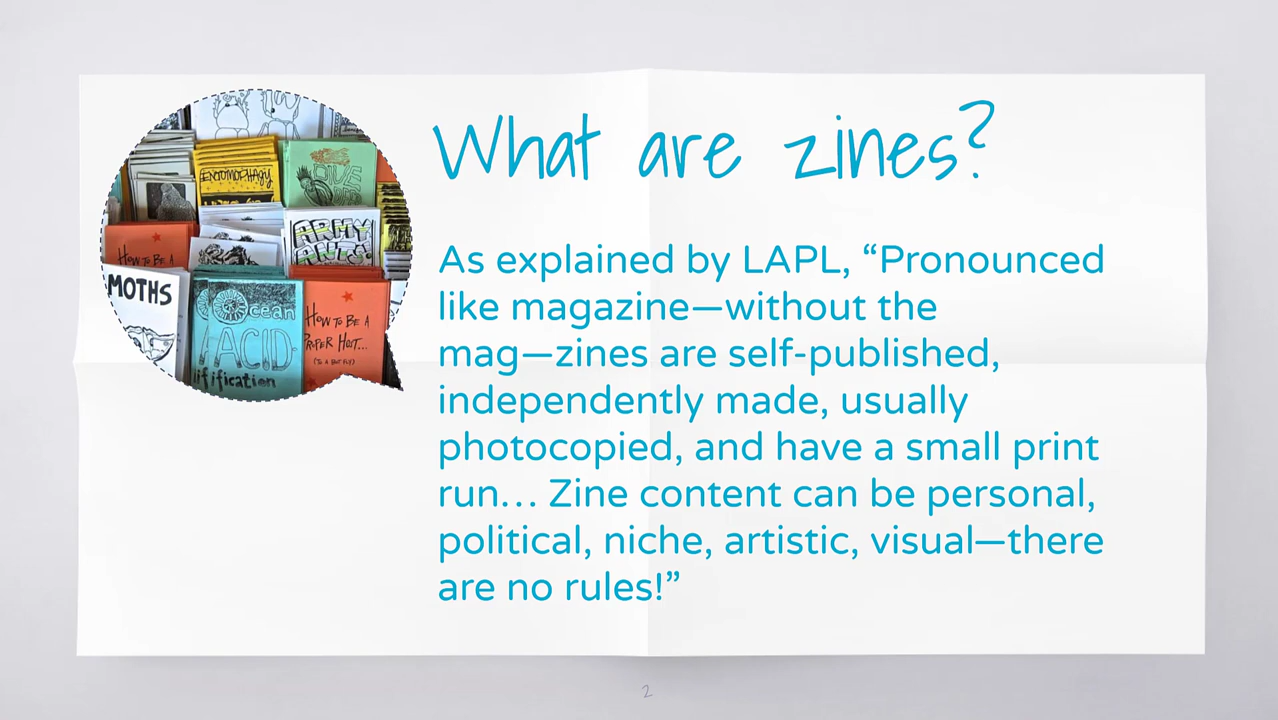 What are zines?
As explained by LAPL, “Pronounced
like magazine—without the
mag—zines are self-published,
independently made, usually
photocopied, and have a small print
run… Zine content can be personal,
political, niche, artistic, visual—there
are no rules!”
ENTOMOPHAGY
ARMY
ANTS!
HOW TO BE A
MOTHS
Ocean
ACID
ification
HOW TO BE A
PROPER HOST...
(TO A BOTFLY)
2